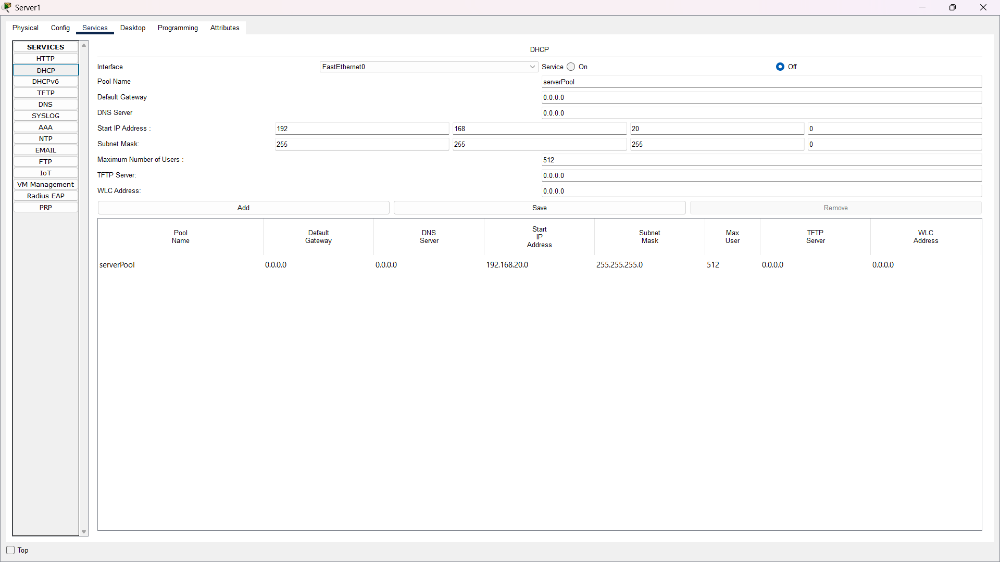 Server1
Physical Config Services Desktop Programming Attributes
SERVICES
HTTP
DHCP
DHCPv6
TFTP
DNS
SYSLOG
AAA
NTP
EMAIL
FTP
IoT
VM Management
Radius EAP
PRP
DHCP
Interface FastEthernet0 Service On Off
Pool Name serverPool
Default Gateway 0.0.0.0
DNS Server 0.0.0.0
Start IP Address : 192 168 20 0
Subnet Mask: 255 255 255 0
Maximum Number of Users : 512
TFTP Server: 0.0.0.0
WLC Address: 0.0.0.0
Add Save Remove
Pool Name Default Gateway DNS Server Start IP Address Subnet Mask Max User TFTP Server WLC Address
serverPool 0.0.0.0 0.0.0.0 192.168.20.0 255.255.255.0 512 0.0.0.0 0.0.0.0
Top